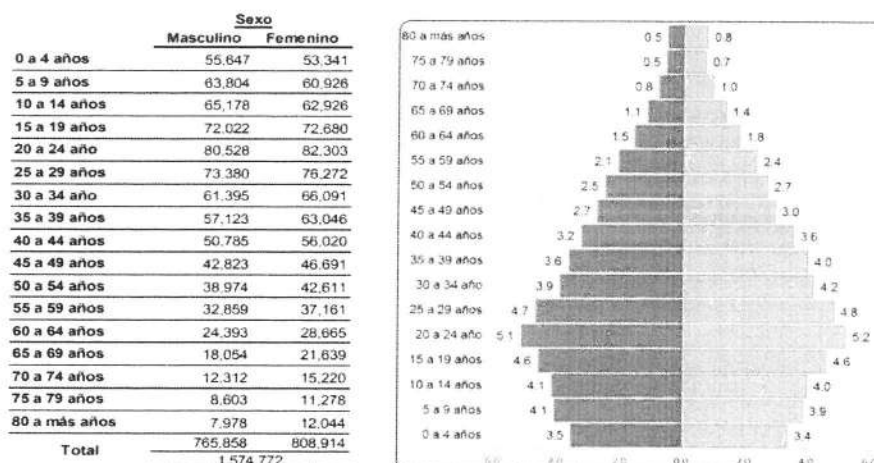 Sexo
Masculino Femenino
0 a 4 años 55,647 53,341
5 a 9 años 63,804 60,926
10 a 14 años 65,178 62,926
15 a 19 años 72,022 72,680
20 a 24 año 80,528 82,303
25 a 29 años 73,380 76,272
30 a 34 año 61,395 66,091
35 a 39 años 57,123 63,046
40 a 44 años 50,785 56,020
45 a 49 años 42,823 46,691
50 a 54 años 38,974 42,611
55 a 59 años 32,859 37,161
60 a 64 años 24,393 28,665
65 a 69 años 18,054 21,639
70 a 74 años 12,312 15,220
75 a 79 años 8,603 11,278
80 a más años 7,978 12,044
Total 765,858 808,914
1,574,772
80 a más años 0.5 0.8
75 a 79 años 0.5 0.7
70 a 74 años 0.8 1.0
65 a 69 años 1.1 1.4
60 a 64 años 1.5 1.8
55 a 59 años 2.1 2.4
50 a 54 años 2.5 2.7
45 a 49 años 2.7 3.0
40 a 44 años 3.2 3.6
35 a 39 años 3.6 4.0
30 a 34 año 3.9 4.2
25 a 29 años 4.7 4.8
20 a 24 año 5.1 5.2
15 a 19 años 4.6 4.6
10 a 14 años 4.1 4.0
5 a 9 años 4.1 3.9
0 a 4 años 3.5 3.4